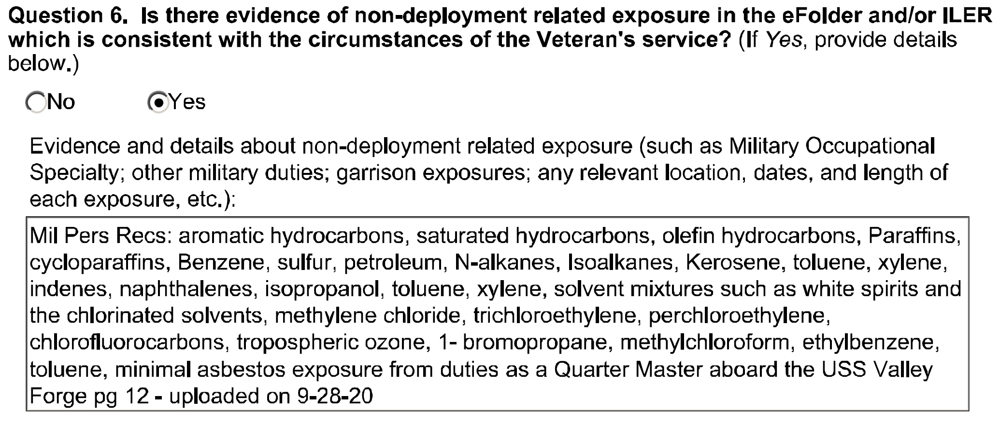 Question 6. Is there evidence of non-deployment related exposure in the eFolder and/or ILER
which is consistent with the circumstances of the Veteran's service? (If Yes, provide details
below.)
No Yes
Evidence and details about non-deployment related exposure (such as Military Occupational
Specialty; other military duties; garrison exposures; any relevant location, dates, and length of
each exposure, etc.):
Mil Pers Recs: aromatic hydrocarbons, saturated hydrocarbons, olefin hydrocarbons, Paraffins,
cycloparaffins, Benzene, sulfur, petroleum, N-alkanes, Isoalkanes, Kerosene, toluene, xylene,
indenes, naphthalenes, isopropanol, toluene, xylene, solvent mixtures such as white spirits and
the chlorinated solvents, methylene chloride, trichloroethylene, perchloroethylene,
chlorofluorocarbons, tropospheric ozone, 1- bromopropane, methylchloroform, ethylbenzene,
toluene, minimal asbestos exposure from duties as a Quarter Master aboard the USS Valley
Forge pg 12 - uploaded on 9-28-20